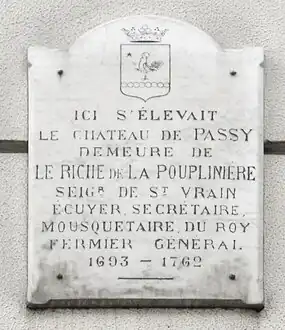 ICI S'ÉLEVAIT
LE CHATEAU DE PASSY
DEMEURE DE
LE RICHE DE LA POUPLINIÈRE
SEIGR. DE ST VRAIN
ÉCUYER, SECRÉTAIRE,
MOUSQUETAIRE, DU ROY
FERMIER GÉNÉRAL
1693 - 1762